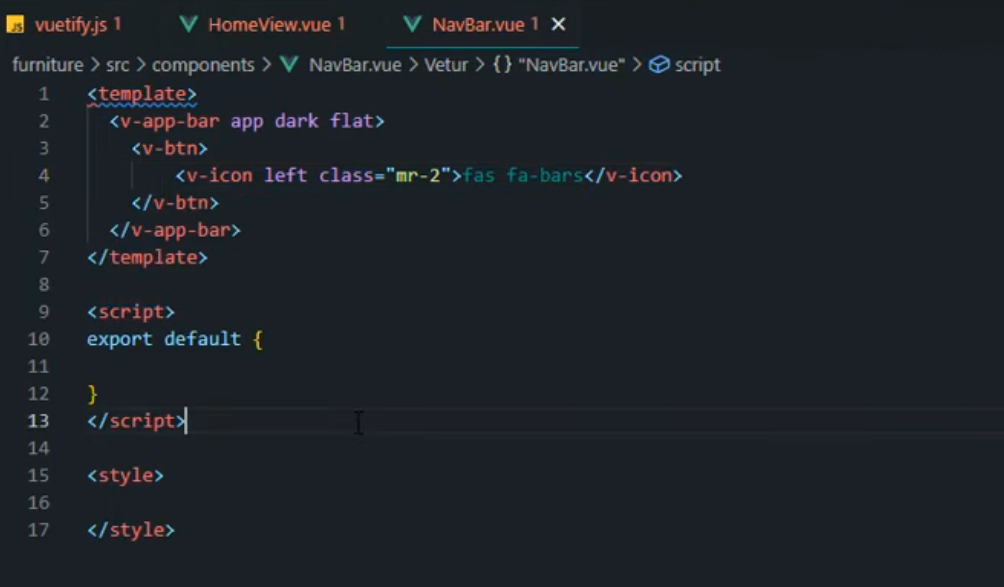 JS vuetify.js 1 HomeView.vue 1 NavBar.vue 1
furniture > src > components > NavBar.vue > Vetur > {} "NavBar.vue" > script
1 <template>
2 <v-app-bar app dark flat>
3 <v-btn>
4 <v-icon left class="mr-2">fas fa-bars</v-icon>
5 </v-btn>
6 </v-app-bar>
7 </template>
8
9 <script>
10 export default {
11
12 }
13 </script>
14
15 <style>
16
17 </style>